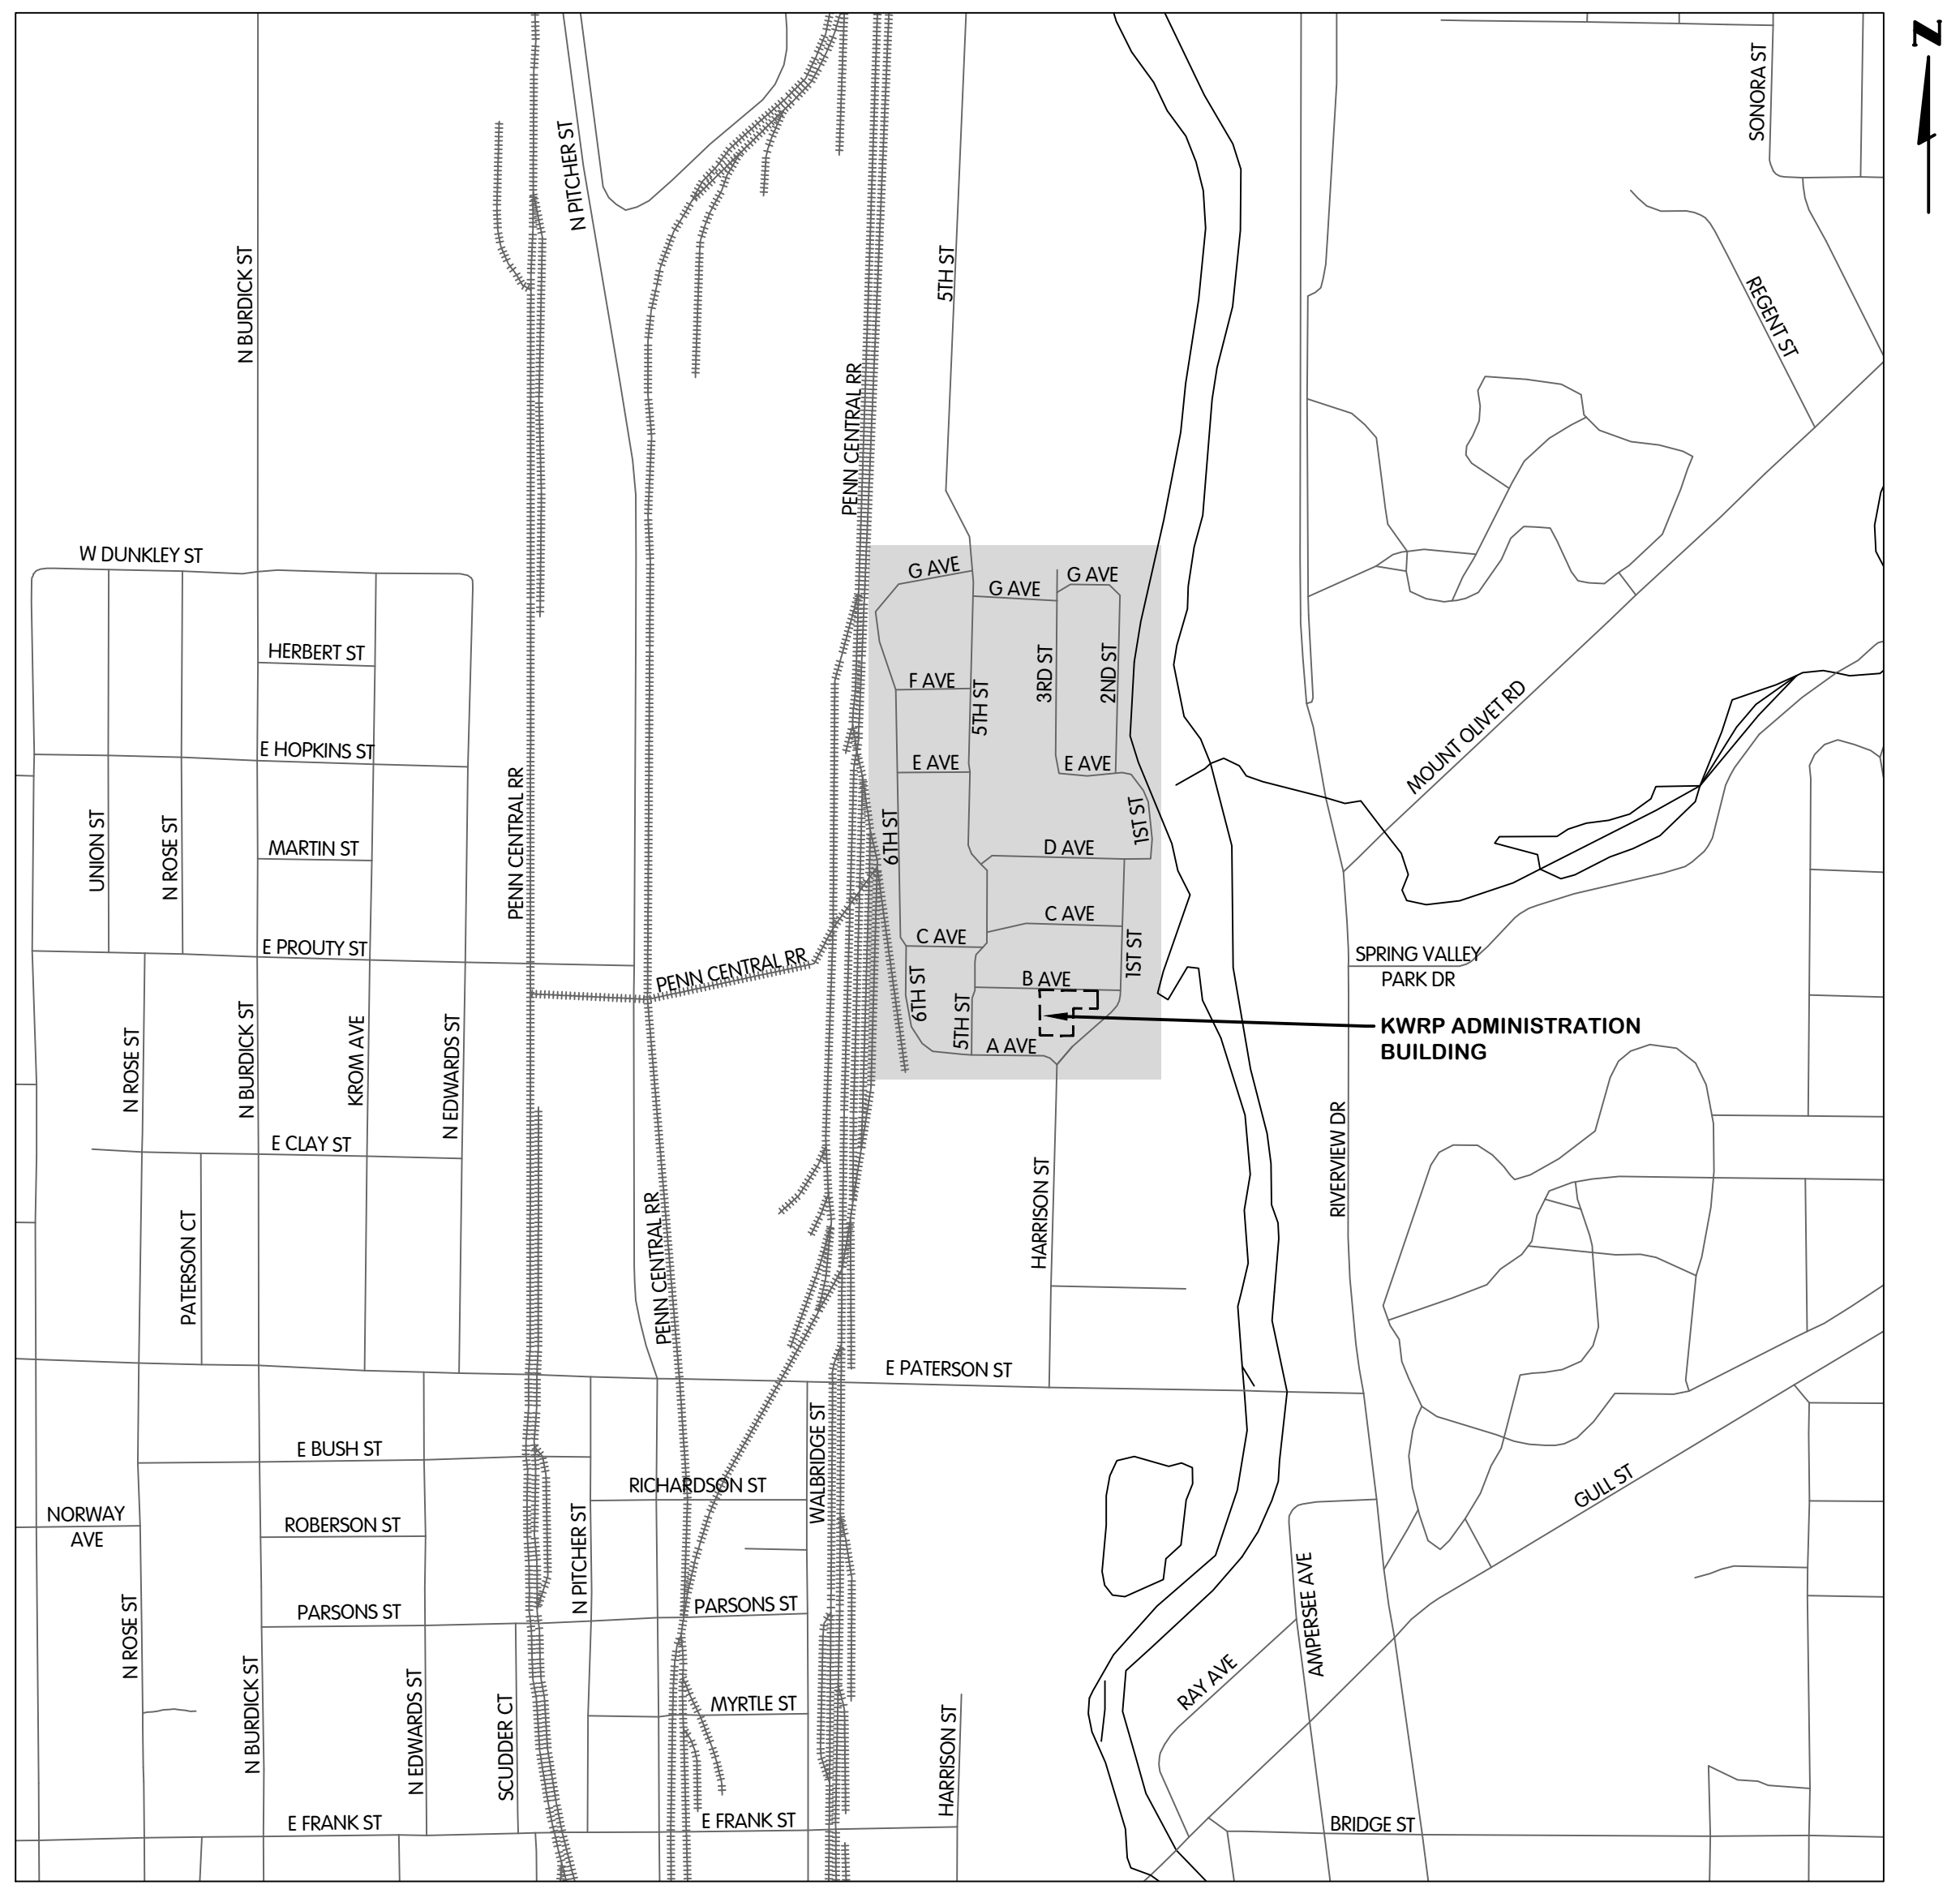 N
SONORA ST
N PITCHER ST
N BURDICK ST
5TH ST
REGENT ST
PENN CENTRAL RR
W DUNKLEY ST
G AVE
G AVE
G AVE
HERBERT ST
F AVE
5TH ST
3RD ST
2ND ST
MOUNT OLIVET RD
E HOPKINS ST
E AVE
E AVE
PENN CENTRAL RR
UNION ST
N ROSE ST
MARTIN ST
6TH ST
1ST ST
D AVE
C AVE
E PROUTY ST
C AVE
1ST ST
SPRING VALLEY
PARK DR
PENN CENTRAL RR
6TH ST
5TH ST
B AVE
KWRP ADMINISTRATION
BUILDING
A AVE
N ROSE ST
N BURDICK ST
KROM AVE
N EDWARDS ST
E CLAY ST
RIVERVIEW DR
HARRISON ST
PATERSON CT
PENN CENTRAL RR
E PATERSON ST
E BUSH ST
WALBRIDGE ST
RICHARDSON ST
GULL ST
NORWAY
AVE
ROBERSON ST
N PITCHER ST
AMPERSEE AVE
PARSONS ST
PARSONS ST
N ROSE ST
RAY AVE
N BURDICK ST
N EDWARDS ST
SCUDDER CT
MYRTLE ST
HARRISON ST
E FRANK ST
E FRANK ST
BRIDGE ST